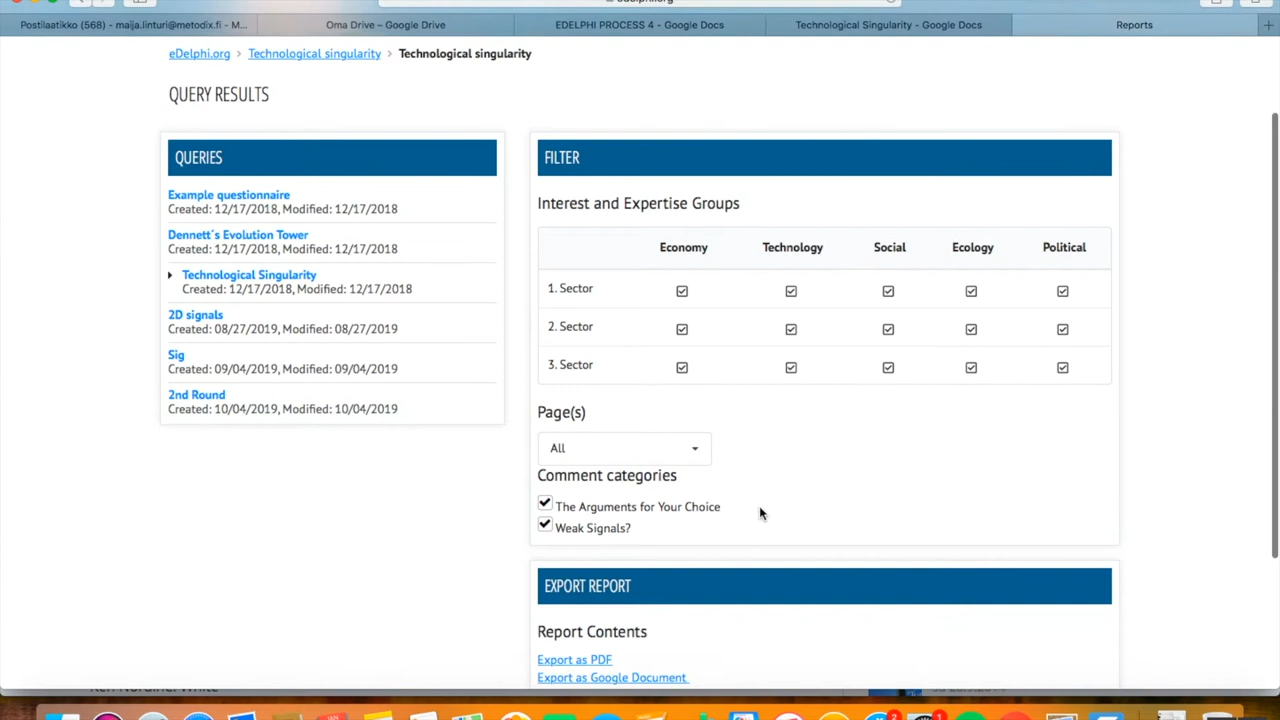 Postilaatikko (568) - maija.linturi@metodix.fi - M...
Oma Drive – Google Drive
EDELPHI PROCESS 4 - Google Docs
Technological Singularity - Google Docs
Reports
eDelphi.org > Technological singularity > Technological singularity
QUERY RESULTS
QUERIES
Example questionnaire
Created: 12/17/2018, Modified: 12/17/2018
Dennett´s Evolution Tower
Created: 12/17/2018, Modified: 12/17/2018
Technological Singularity
Created: 12/17/2018, Modified: 12/17/2018
2D signals
Created: 08/27/2019, Modified: 08/27/2019
Sig
Created: 09/04/2019, Modified: 09/04/2019
2nd Round
Created: 10/04/2019, Modified: 10/04/2019
FILTER
Interest and Expertise Groups
Economy Technology Social Ecology Political
1. Sector
2. Sector
3. Sector
Page(s)
All
Comment categories
The Arguments for Your Choice
Weak Signals?
EXPORT REPORT
Report Contents
Export as PDF
Export as Google Document